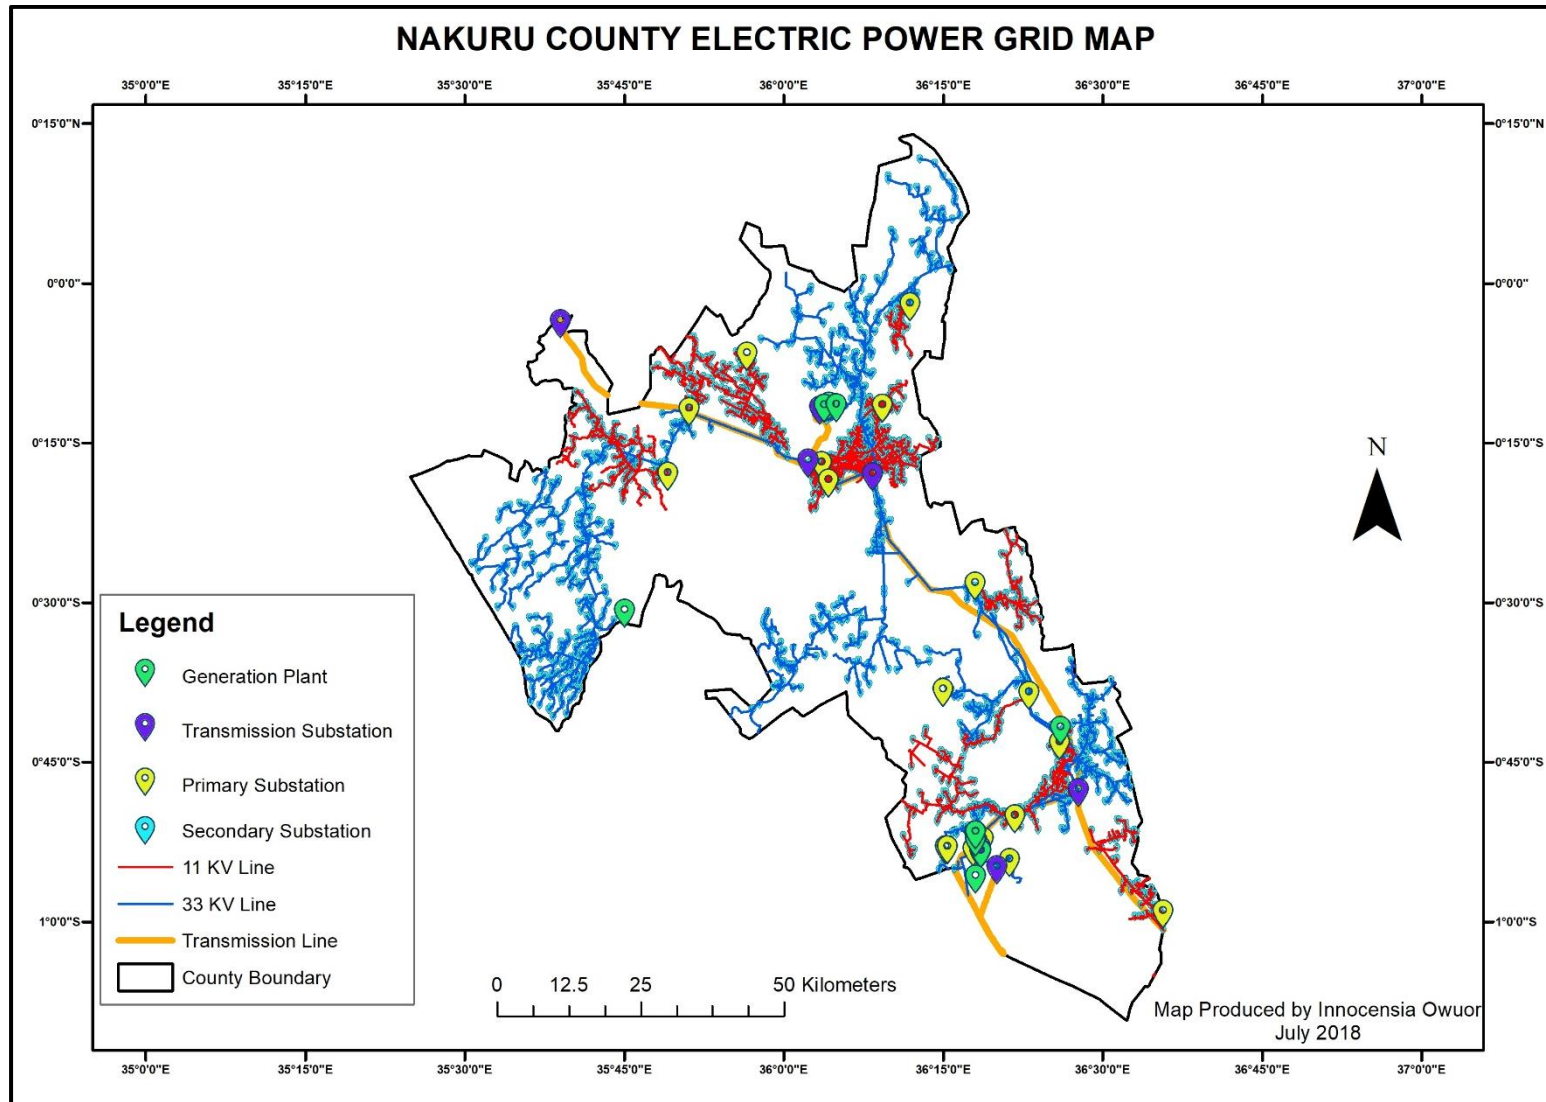 NAKURU COUNTY ELECTRIC POWER GRID MAP
35°0'0"E 35°15'0"E 35°30'0"E 35°45'0"E 36°0'0"E 36°15'0"E 36°30'0"E 36°45'0"E 37°0'0"E
0°15'0"N 0°15'0"N
0°0'0" 0°0'0"
0°15'0"S 0°15'0"S
N
0°30'0"S 0°30'0"S
Legend
Generation Plant
Transmission Substation
0°45'0"S 0°45'0"S
Primary Substation
Secondary Substation
11 KV Line
33 KV Line
1°0'0"S 1°0'0"S
Transmission Line
County Boundary
0 12.5 25 50 Kilometers
Map Produced by Innocensia Owuor
July 2018
35°0'0"E 35°15'0"E 35°30'0"E 35°45'0"E 36°0'0"E 36°15'0"E 36°30'0"E 36°45'0"E 37°0'0"E